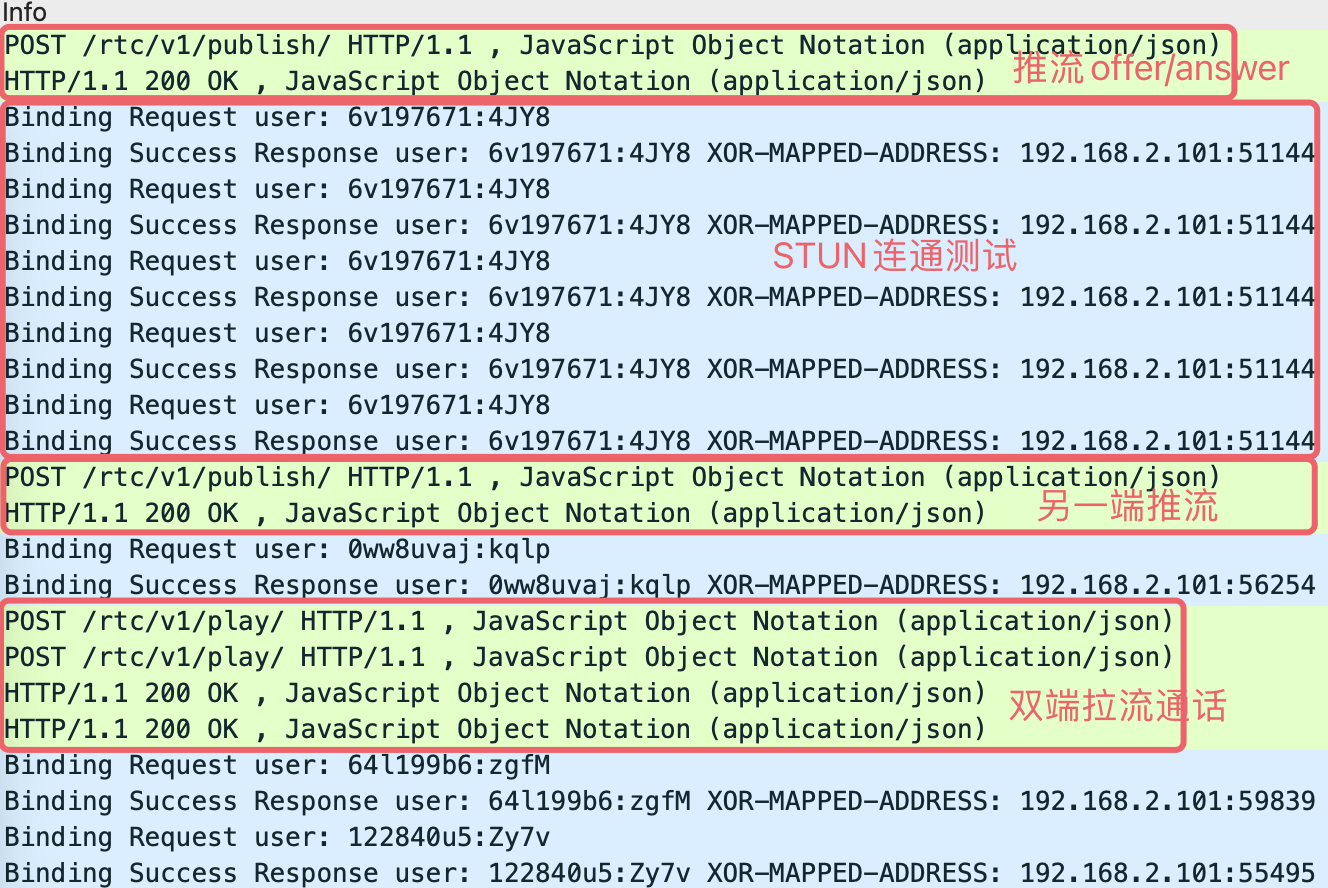 Info
POST /rtc/v1/publish/ HTTP/1.1 , JavaScript Object Notation (application/json)
HTTP/1.1 200 OK , JavaScript Object Notation (application/json)
推流offer/answer
Binding Request user: 6v197671:4JY8
Binding Success Response user: 6v197671:4JY8 XOR-MAPPED-ADDRESS: 192.168.2.101:51144
Binding Request user: 6v197671:4JY8
Binding Success Response user: 6v197671:4JY8 XOR-MAPPED-ADDRESS: 192.168.2.101:51144
STUN连通测试
Binding Request user: 6v197671:4JY8
Binding Success Response user: 6v197671:4JY8 XOR-MAPPED-ADDRESS: 192.168.2.101:51144
Binding Request user: 6v197671:4JY8
Binding Success Response user: 6v197671:4JY8 XOR-MAPPED-ADDRESS: 192.168.2.101:51144
Binding Request user: 6v197671:4JY8
Binding Success Response user: 6v197671:4JY8 XOR-MAPPED-ADDRESS: 192.168.2.101:51144
POST /rtc/v1/publish/ HTTP/1.1 , JavaScript Object Notation (application/json)
HTTP/1.1 200 OK , JavaScript Object Notation (application/json)
另一端推流
Binding Request user: 0ww8uvaj:kqlp
Binding Success Response user: 0ww8uvaj:kqlp XOR-MAPPED-ADDRESS: 192.168.2.101:56254
POST /rtc/v1/play/ HTTP/1.1 , JavaScript Object Notation (application/json)
POST /rtc/v1/play/ HTTP/1.1 , JavaScript Object Notation (application/json)
HTTP/1.1 200 OK , JavaScript Object Notation (application/json)
双端拉流通话
HTTP/1.1 200 OK , JavaScript Object Notation (application/json)
Binding Request user: 64l199b6:zgfM
Binding Success Response user: 64l199b6:zgfM XOR-MAPPED-ADDRESS: 192.168.2.101:59839
Binding Request user: 122840u5:Zy7v
Binding Success Response user: 122840u5:Zy7v XOR-MAPPED-ADDRESS: 192.168.2.101:55495